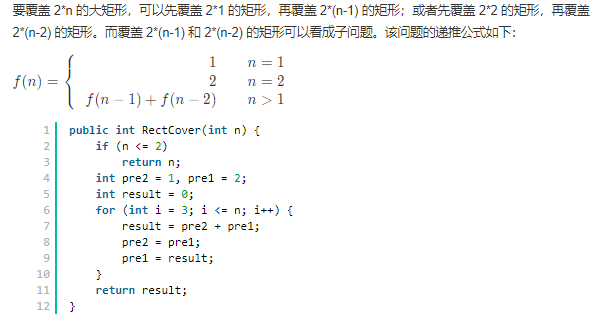 要覆盖 2*n 的大矩形，可以先覆盖 2*1 的矩形，再覆盖 2*(n-1) 的矩形；或者先覆盖 2*2 的矩形，再覆盖
2*(n-2) 的矩形。而覆盖 2*(n-1) 和 2*(n-2) 的矩形可以看成子问题。该问题的递推公式如下：
1 n = 1
f(n) = { 2 n = 2
f(n − 1) + f(n − 2) n > 1
1 public int RectCover(int n) {
2     if (n <= 2)
3         return n;
4     int pre2 = 1, pre1 = 2;
5     int result = 0;
6     for (int i = 3; i <= n; i++) {
7         result = pre2 + pre1;
8         pre2 = pre1;
9         pre1 = result;
10     }
11     return result;
12 }